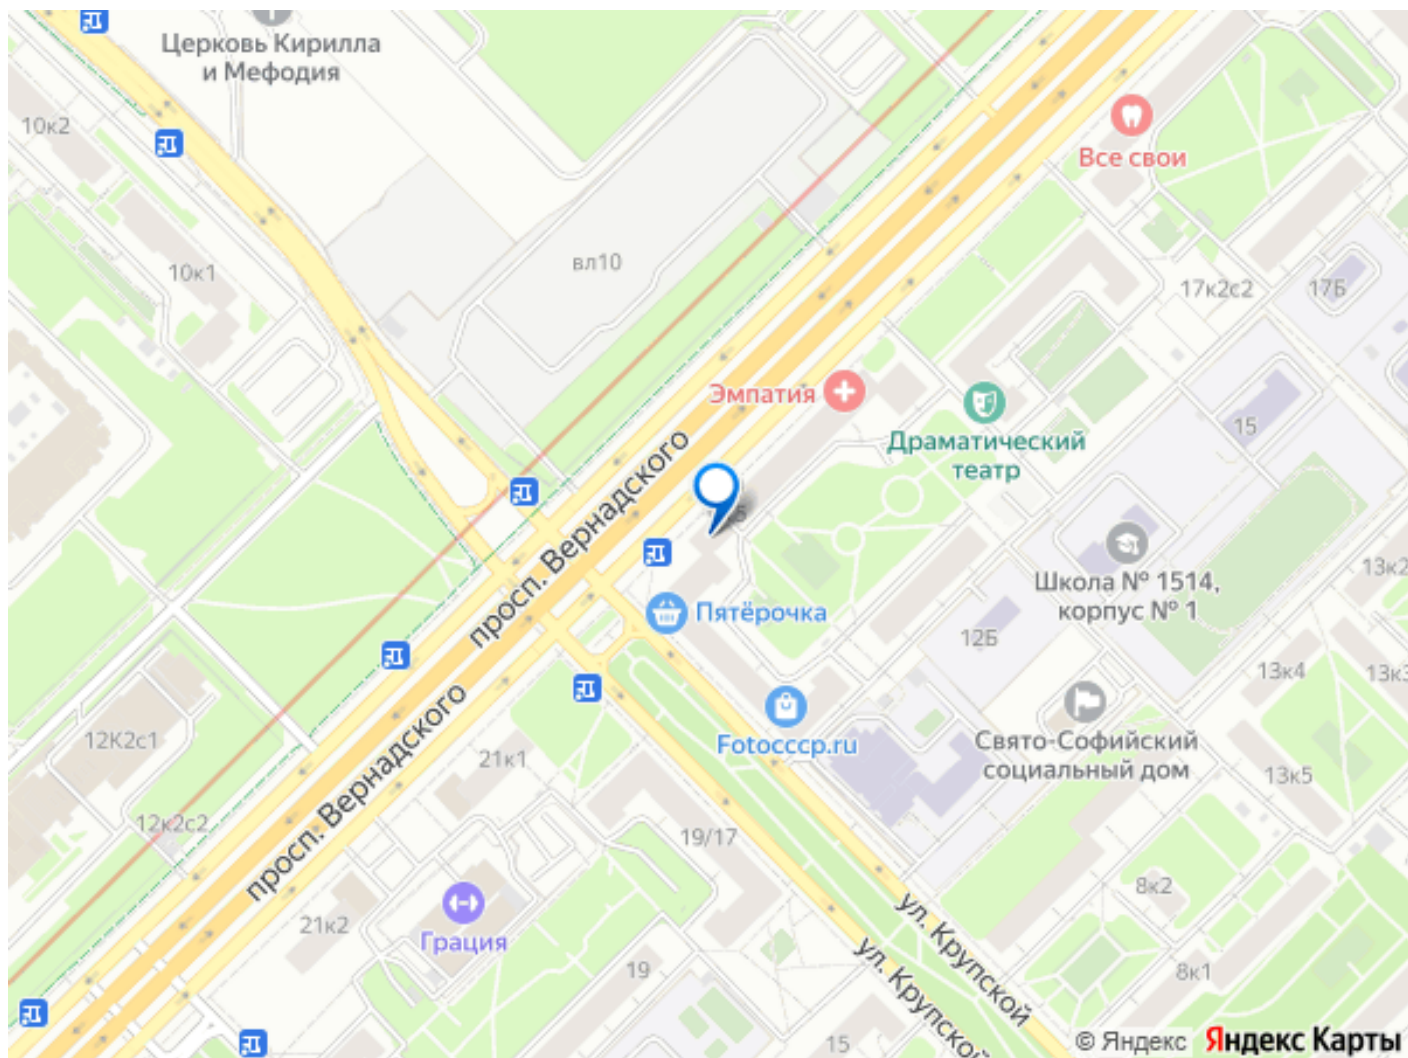 Церковь Кирилла
и Мефодия
10к2
Все свои
10к1
вл10
17к2с2
17Б
Эмпатия
Драматический
театр
15
просп. Вернадского
Школа № 1514,
корпус № 1
13к2
Пятёрочка
12Б
13к4
13к3
Fotocccp.ru
Свято-Софийский
социальный дом
12К2с1
21к1
13к5
просп. Вернадского
12к2с2
19/17
8к2
21к2
Грация
ул. Крупской
ул. Крупской
19
8к1
15
© Яндекс Яндекс Карты